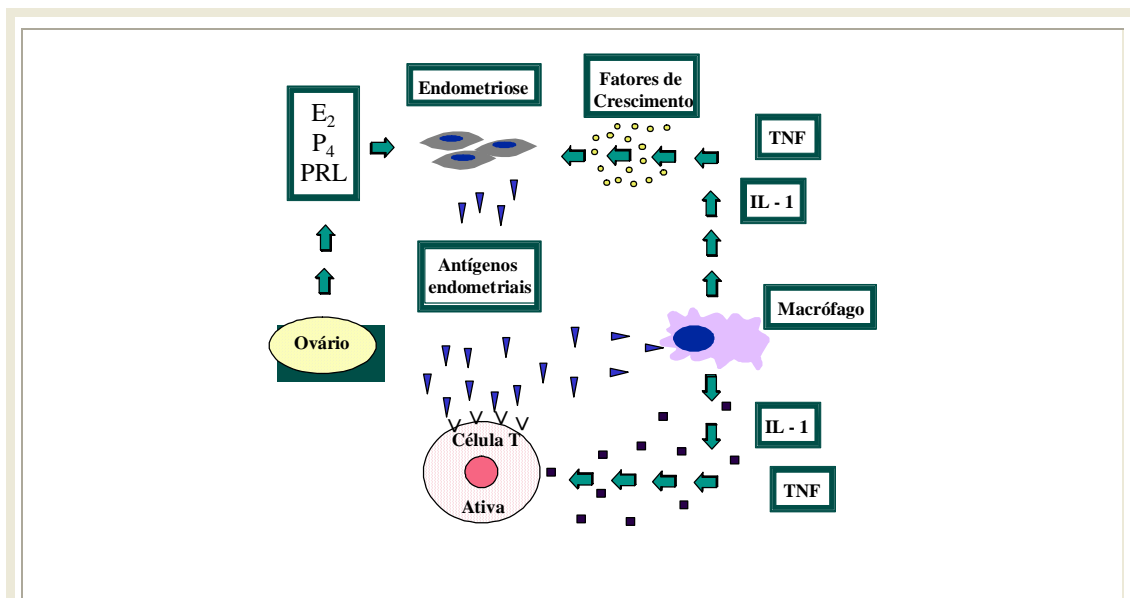 Endometriose
Fatores de
Crescimento
E2
P4
PRL
TNF
IL - 1
Antígenos
endometriais
Macrófago
Ovário
IL - 1
Célula T
Ativa
TNF